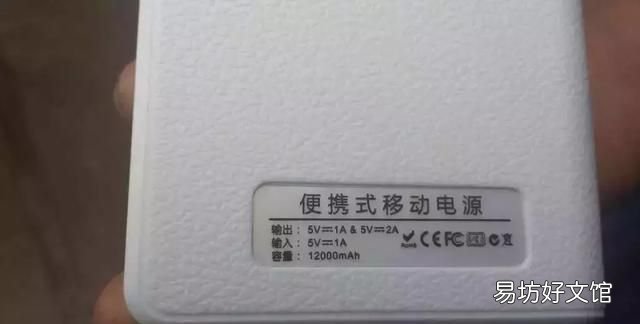 便携式移动电源
输出： 5V⎓1A & 5V⎓2A
输入： 5V⎓1A
容量： 12000mAh
RoHS CE FC
易坊好文馆